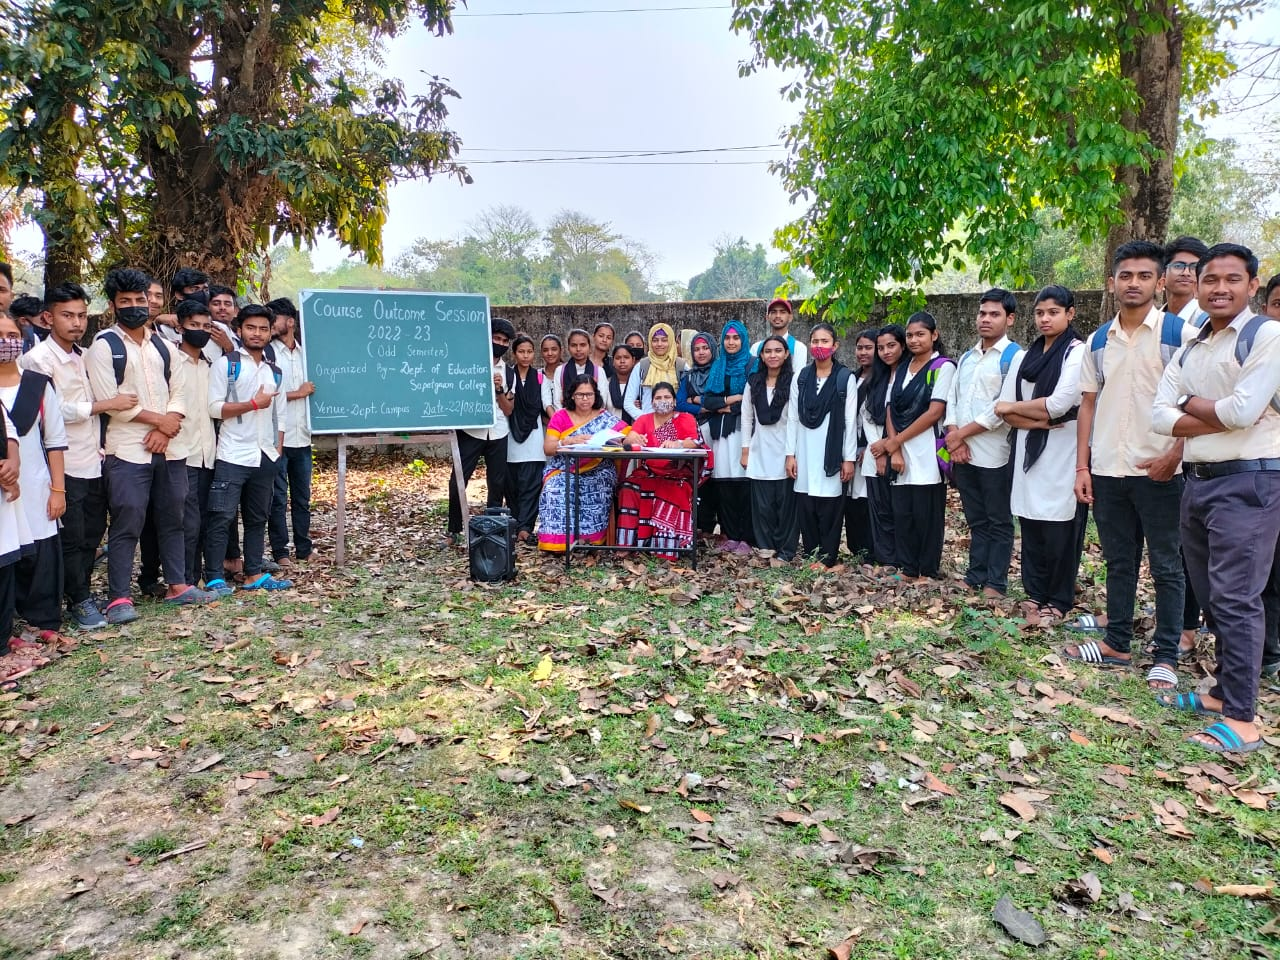 Course Outcome Session
2022-23
(Odd Semister)
Organized By- Dept. of Education
Sapatgram College
Venue-Dept. Campus Date-22/08/2022